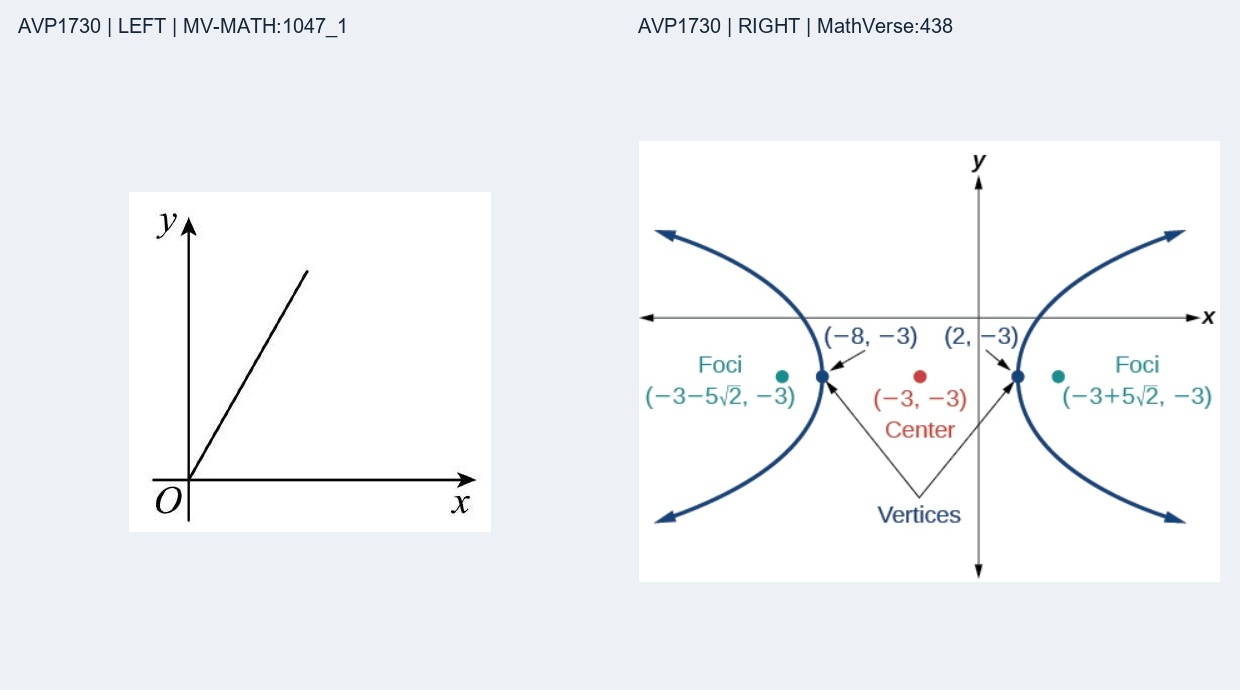 AVP1730 | LEFT | MV-MATH:1047_1
y
O
x
AVP1730 | RIGHT | MathVerse:438
y
x
(−8, −3) (2, −3)
Foci
(−3−5√2, −3)
(−3, −3)
Center
Foci
(−3+5√2, −3)
Vertices